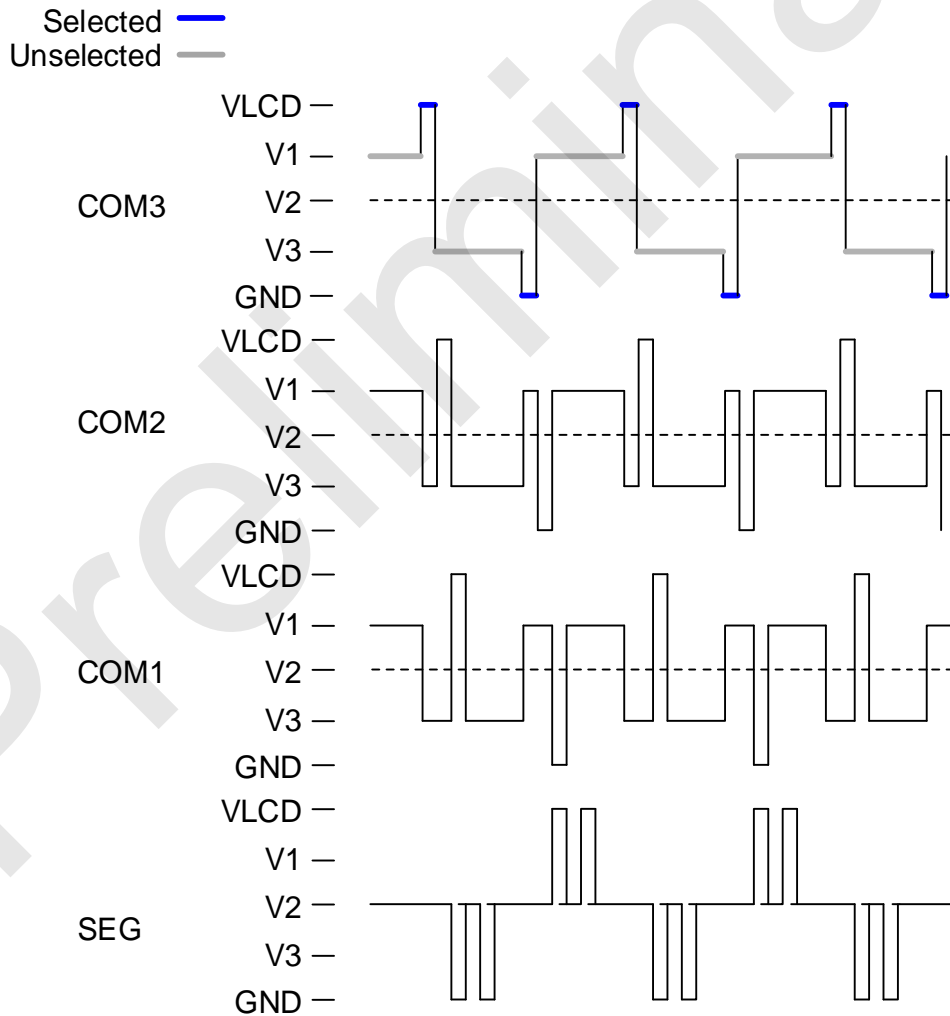 Selected
Unselected
VLCD
V1
COM3
V2
V3
GND
VLCD
V1
COM2
V2
V3
GND
VLCD
V1
COM1
V2
V3
GND
VLCD
V1
V2
SEG
V3
GND
Prelimina